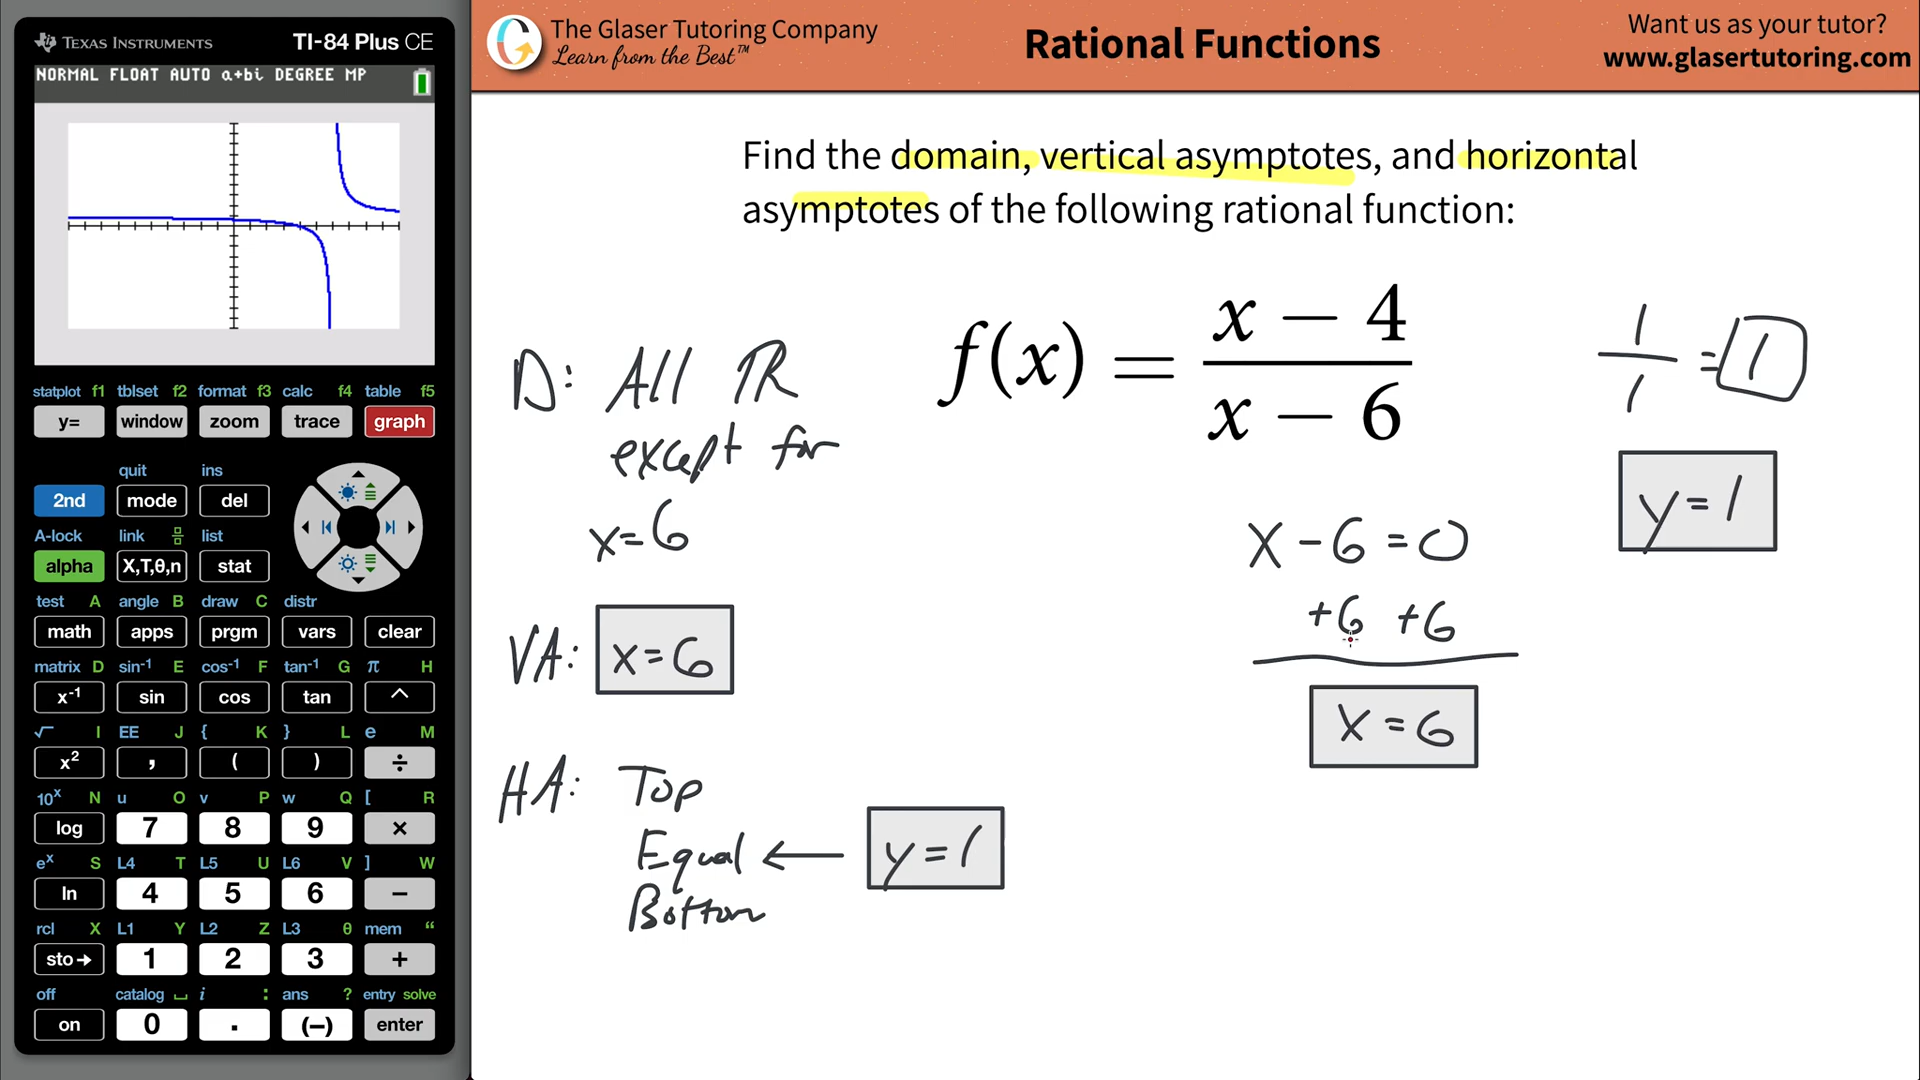 TEXAS INSTRUMENTS TI-84 Plus CE
NORMAL FLOAT AUTO a+bi DEGREE MP
statplot f1 tblset f2 format f3 calc f4 table f5
y= window zoom trace graph
quit ins
2nd mode del
A-lock link list
alpha X,T,θ,n stat
test A angle B draw C distr
math apps prgm vars clear
matrix D sin⁻¹ E cos⁻¹ F tan⁻¹ G π H
x⁻¹ sin cos tan ^
√ I EE J { K } L e M
x² , ( ) ÷
10ˣ N u O v P w Q [ R
log 7 8 9 ×
eˣ S L4 T L5 U L6 V ] W
ln 4 5 6 −
rcl X L1 Y L2 Z L3 θ mem “
sto→ 1 2 3 +
off catalog ⎵ i : ans ? entry solve
on 0 . (−) enter
The Glaser Tutoring Company
Learn from the Best™
Rational Functions
Want us as your tutor?
www.glasertutoring.com
Find the domain, vertical asymptotes, and horizontal
asymptotes of the following rational function:
f(x) = (x − 4)/(x − 6)
D: All ℝ
except for
x=6
VA: x=6
HA: Top
Equal ← y=1
Bottom
x-6=0
+6 +6
x=6
1/1 = 1
y=1